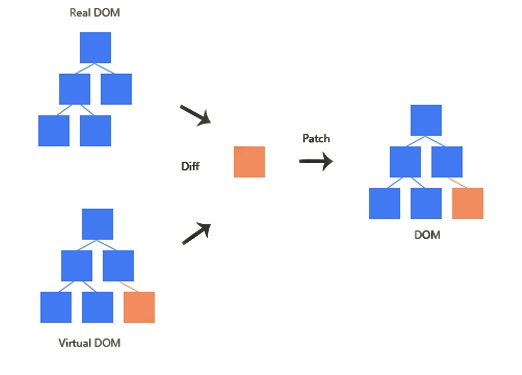 Real DOM
Patch
Diff
DOM
Virtual DOM